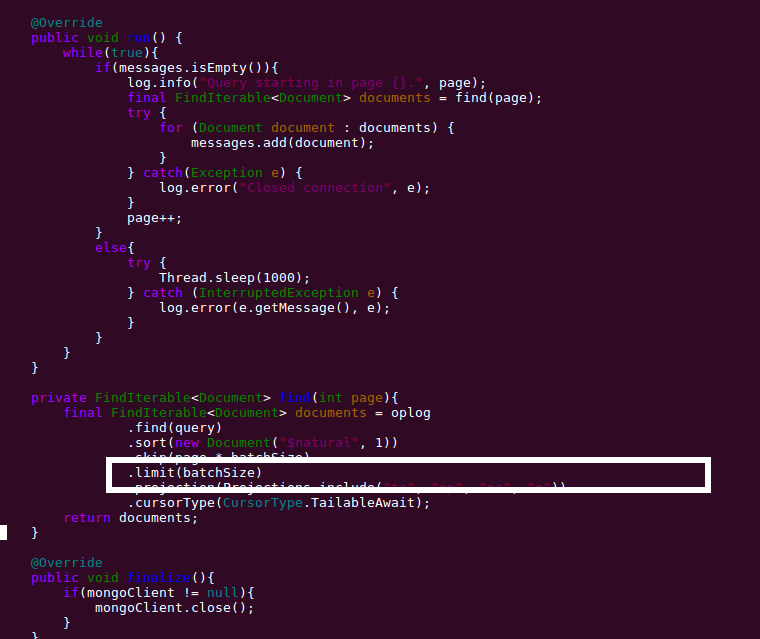 @Override
public void run() {
while(true){
if(messages.isEmpty()){
log.info("Query starting in page {}.", page);
final FindIterable<Document> documents = find(page);
try {
for (Document document : documents) {
messages.add(document);
}
} catch(Exception e) {
log.error("Closed connection", e);
}
page++;
}
else{
try {
Thread.sleep(1000);
} catch (InterruptedException e) {
log.error(e.getMessage(), e);
}
}
}
}
private FindIterable<Document> find(int page){
final FindIterable<Document> documents = oplog
.find(query)
.sort(new Document("$natural", 1))
.skip(page * batchSize)
.limit(batchSize)
.projection(Projections.include(
.cursorType(CursorType.TailableAwait);
return documents;
}
@Override
public void finalize(){
if(mongoClient != null){
mongoClient.close();
}
}